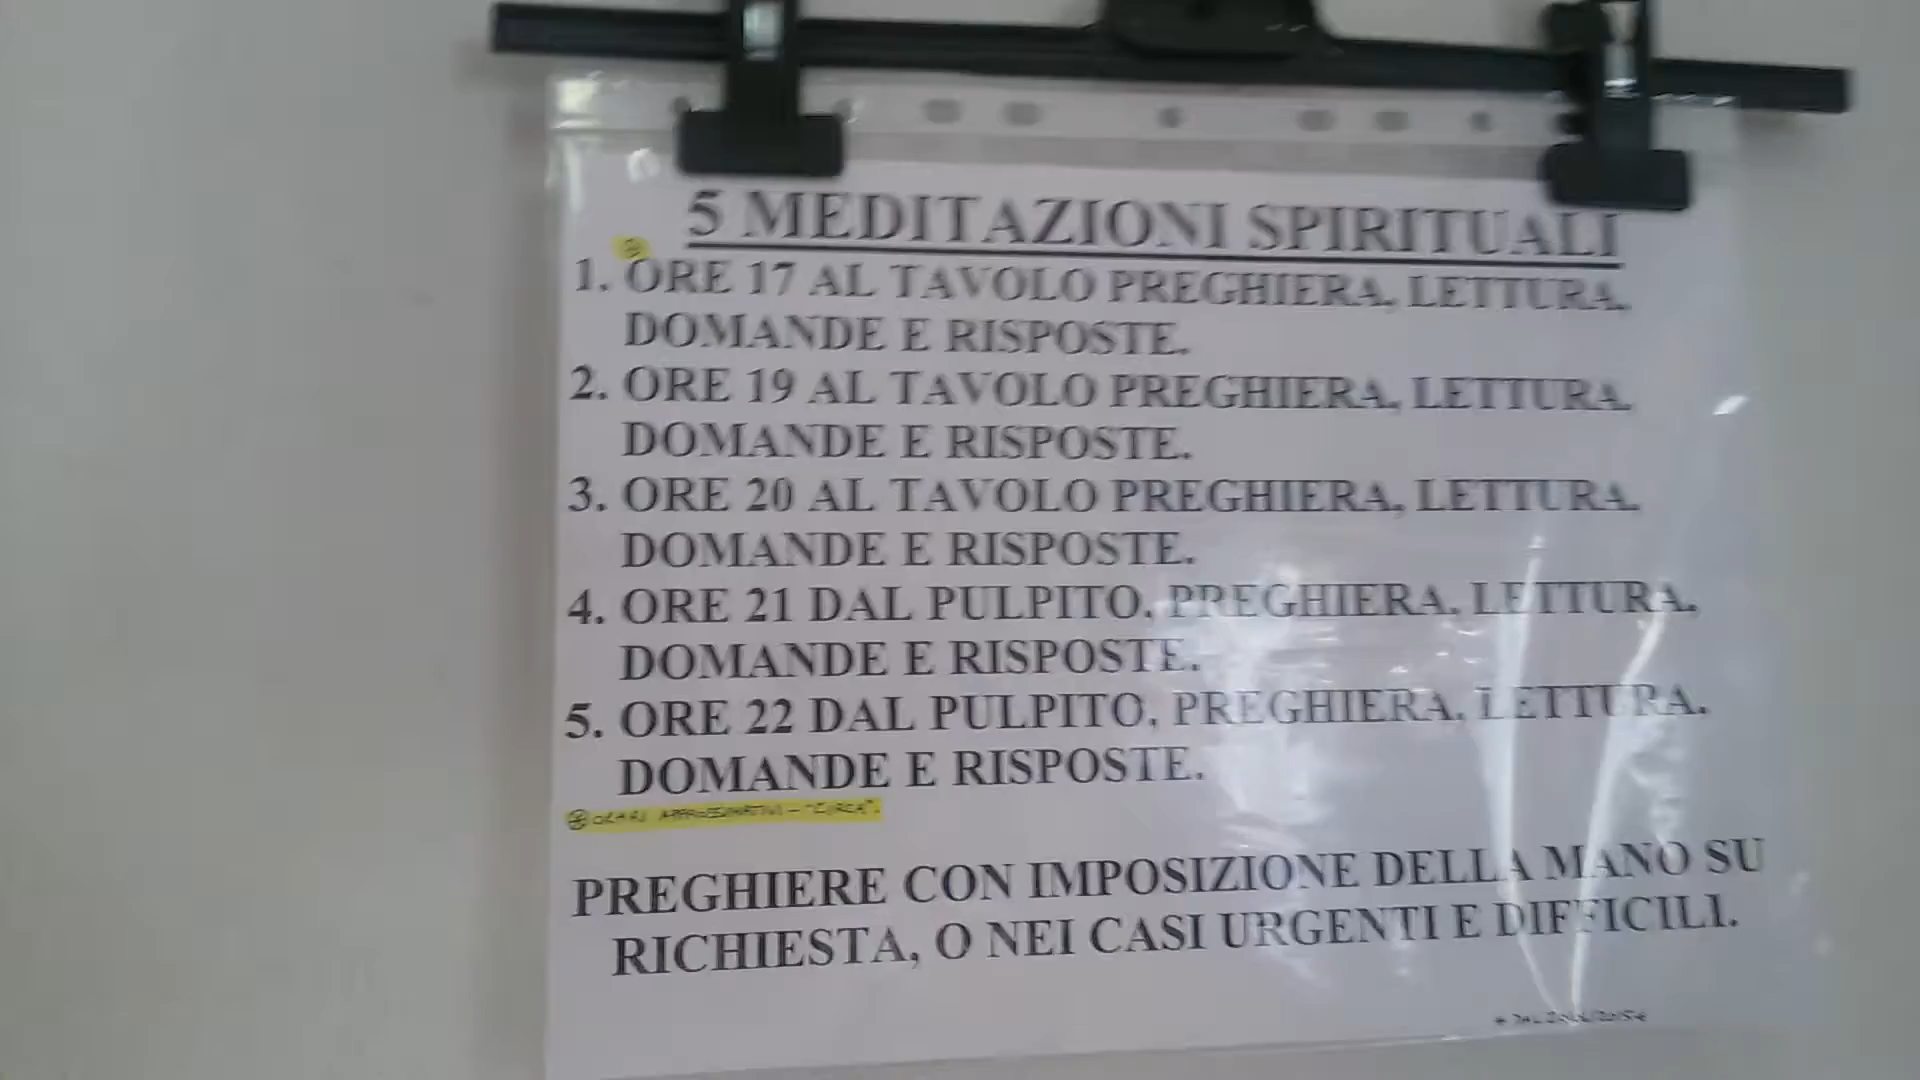 5 MEDITAZIONI SPIRITUALI
1. ORE 17 AL TAVOLO PREGHIERA, LETTURA.
DOMANDE E RISPOSTE.
2. ORE 19 AL TAVOLO PREGHIERA, LETTURA.
DOMANDE E RISPOSTE.
3. ORE 20 AL TAVOLO PREGHIERA, LETTURA.
DOMANDE E RISPOSTE.
4. ORE 21 DAL PULPITO. PREGHIERA. LETTURA.
DOMANDE E RISPOSTE.
5. ORE 22 DAL PULPITO, PREGHIERA, LETTURA.
DOMANDE E RISPOSTE.
ORARI APPROSSIMATIVI - "CIRCA".
PREGHIERE CON IMPOSIZIONE DELLA MANO SU
RICHIESTA, O NEI CASI URGENTI E DIFFICILI.